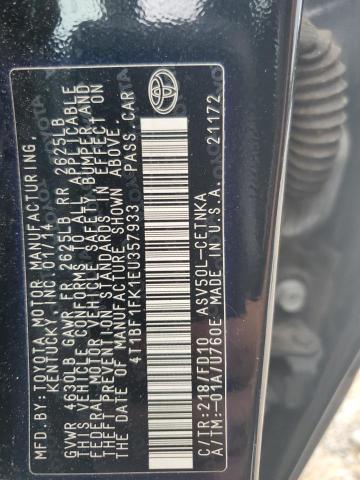 MFD.BY:TOYOTA MOTOR MANUFACTURING,
KENTUCKY, INC. 01/14
GVWR 4630LB GAWR FR 2625LB RR 2625LB
THIS VEHICLE CONFORMS TO ALL APPLICABLE
FEDERAL MOTOR VEHICLE SAFETY, BUMPER, AND
THEFT PREVENTION STANDARDS IN EFFECT ON
THE DATE OF MANUFACTURE SHOWN ABOVE.
4T1BF1FK1EU357933 PASS. CAR
C/TR:218/FD10 ASV50L-CETNKA
A/TM:-01A/U760E MADE IN USA 21172